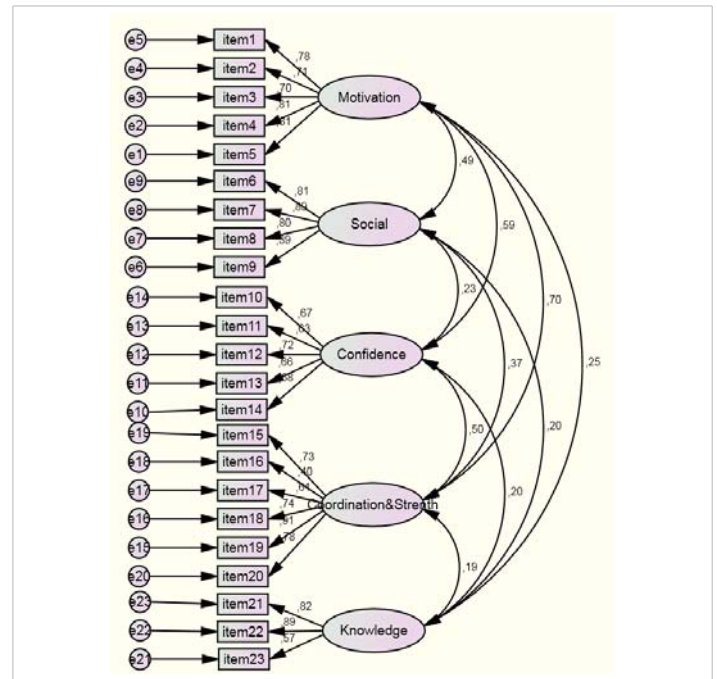 e5 item1
,78
e4 item2
,71
e3 item3
,70
Motivation
e2 item4
,81
e1 item5
,49
e9 item6
,81
e8 item7
Social
,59
e7 item8
,80
e6 item9
,23
e14 item10
,67
,70
e13 item11
,63
e12 item12
,72
Confidence
,37
,25
e11 item13
,66
e10 item14
,50
,20
e19 item15
,73
e18 item16
,40
e17 item17
,20
Coordination&Strenth
e16 item18
,74
e15 item19
,91
e20 item20
,78
,19
e23 item21
,82
e22 item22
,89
Knowledge
e21 item23
,57